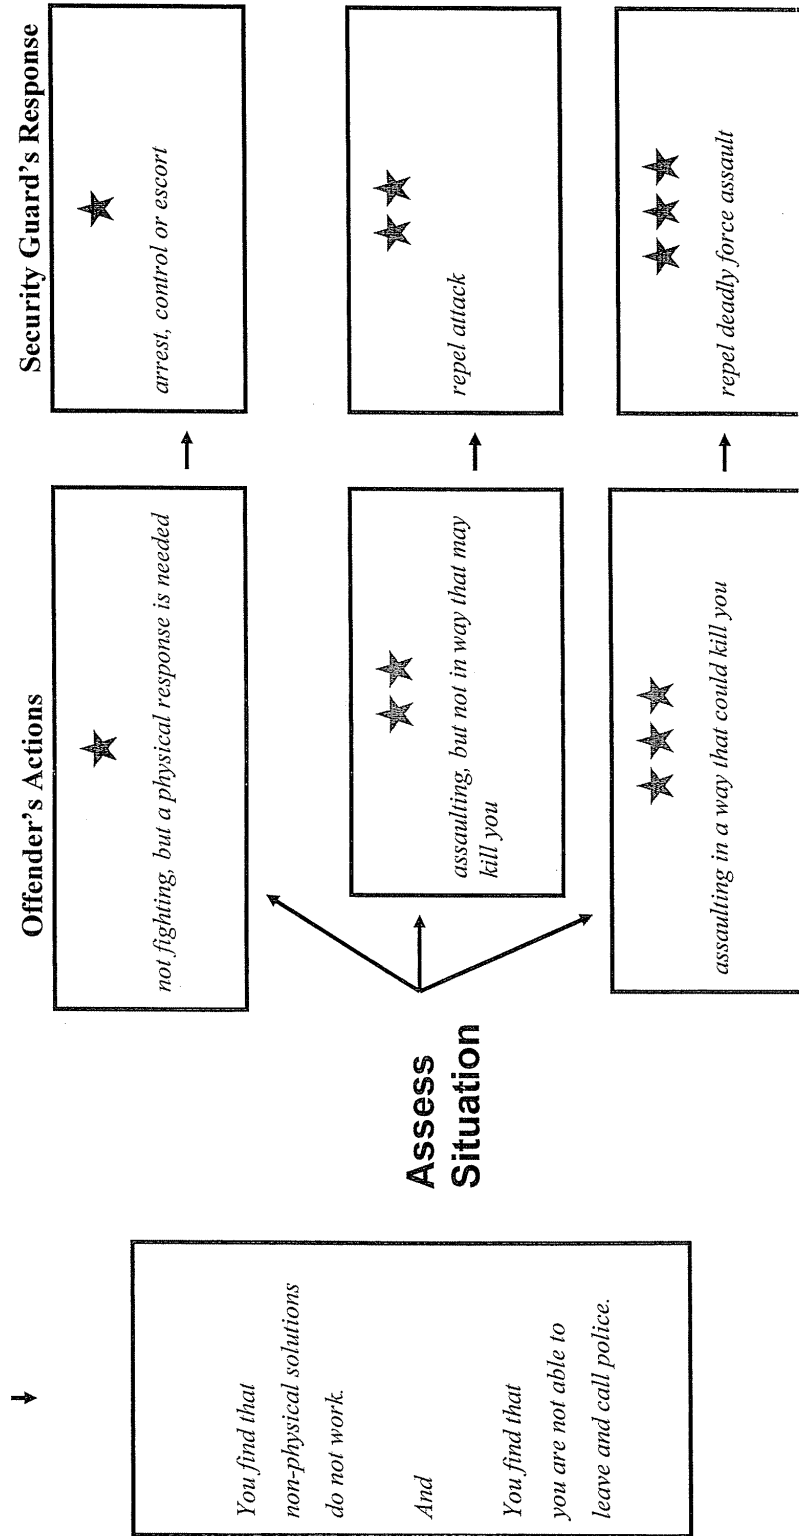 You find that
non-physical solutions
do not work.
And
You find that
you are not able to
leave and call police.
Assess
Situation
Offender's Actions
not fighting, but a physical response is needed
assaulting, but not in way that may
kill you
assaulting in a way that could kill you
Security Guard's Response
arrest, control or escort
repel attack
repel deadly force assault